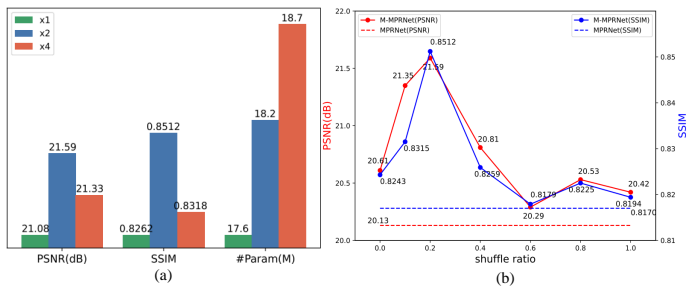 x1
x2
x4
21.08
21.59
21.33
0.8262
0.8512
0.8318
17.6
18.2
18.7
PSNR(dB)
SSIM
#Param(M)
(a)
M-MPRNet(PSNR)
MPRNet(PSNR)
M-MPRNet(SSIM)
MPRNet(SSIM)
22.0
21.5
21.0
20.5
20.0
PSNR(dB)
0.85
0.84
0.83
0.82
0.81
SSIM
20.61
21.35
21.59
20.81
20.29
20.53
20.42
0.8243
0.8315
0.8512
0.8259
0.8179
0.8225
0.8194
0.8170
20.13
0.0
0.2
0.4
0.6
0.8
1.0
shuffle ratio
(b)